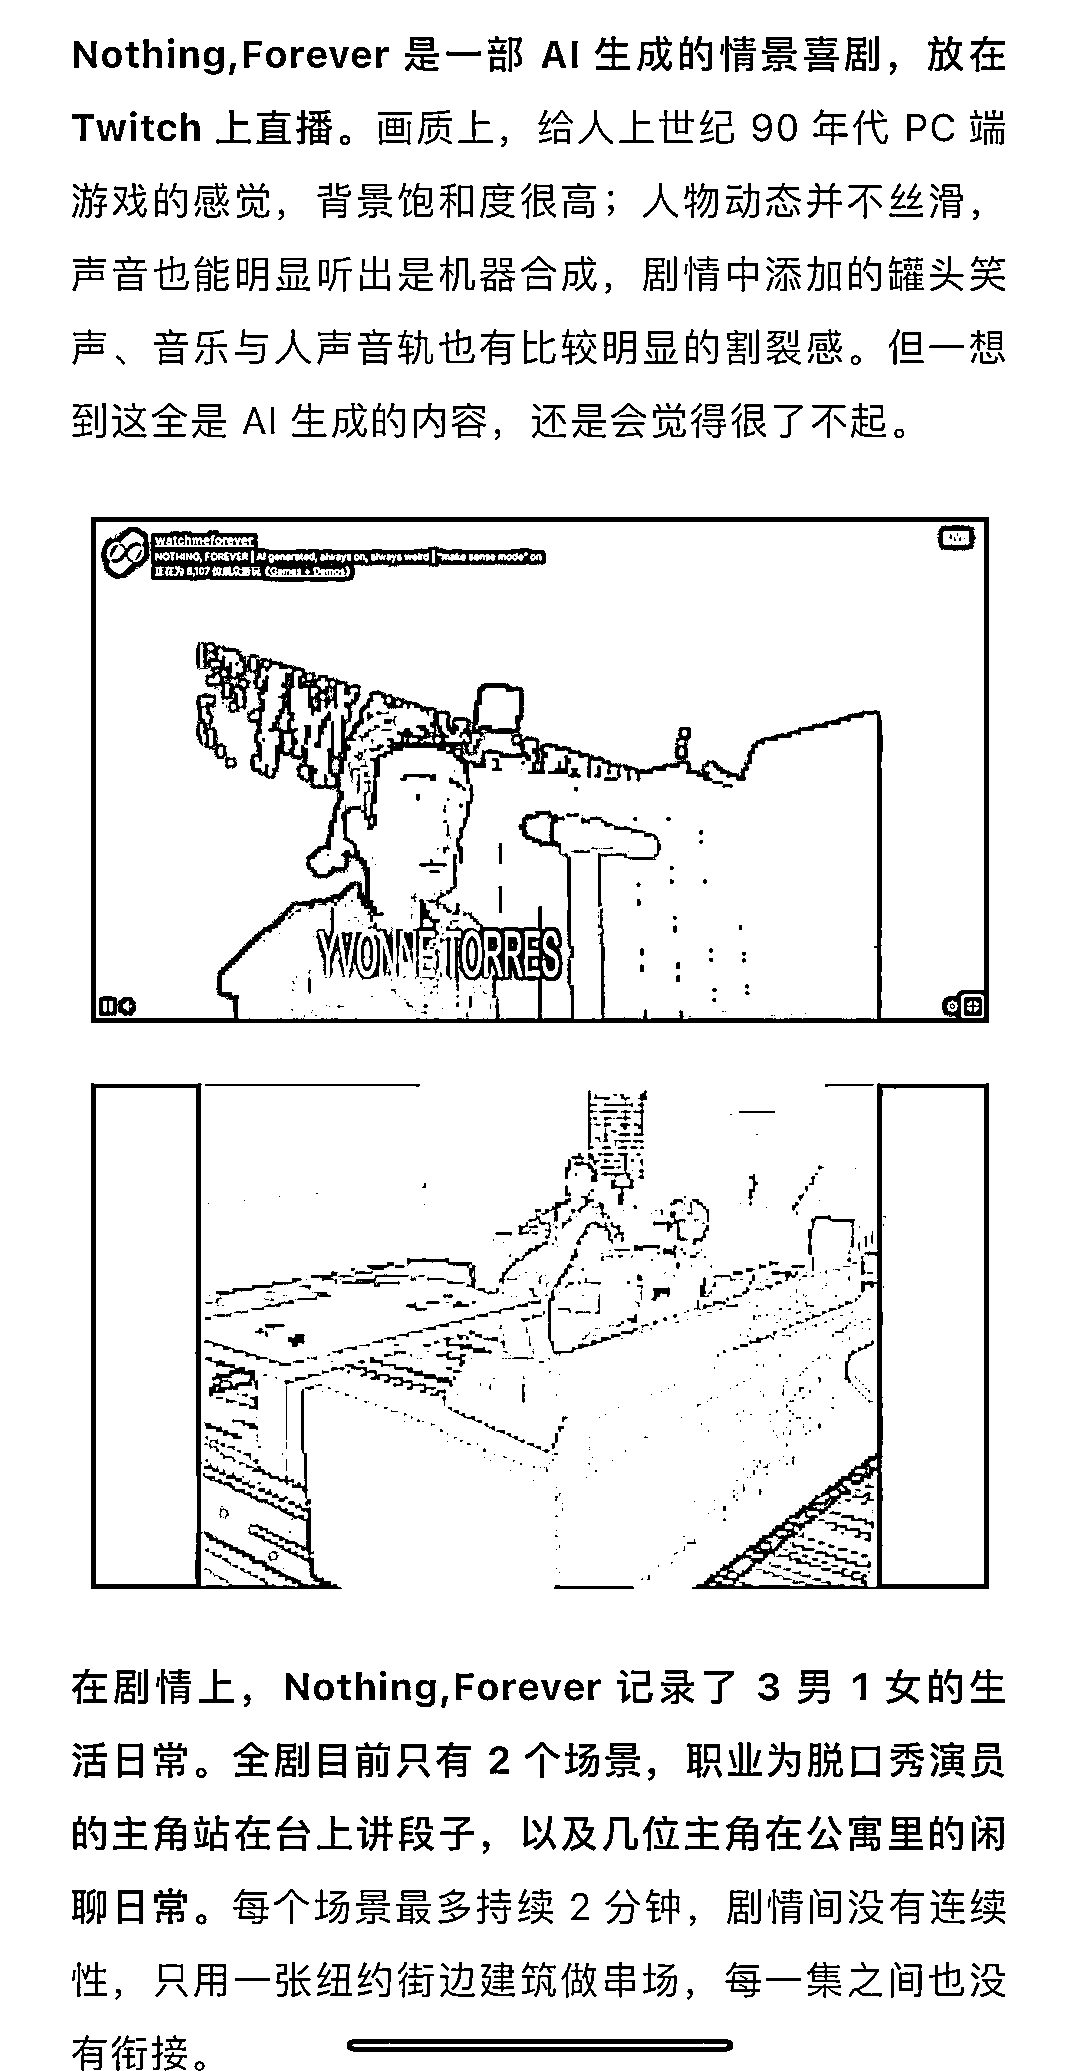 Nothing,Forever 是一部 AI 生成的情景喜剧，放在
Twitch 上直播。画质上，给人上世纪 90 年代 PC 端
游戏的感觉，背景饱和度很高；人物动态并不丝滑，
声音也能明显听出是机器合成，剧情中添加的罐头笑
声、音乐与人声音轨也有比较明显的割裂感。但一想
到这全是 AI 生成的内容，还是会觉得很了不起。
watchmeforever
NOTHING, FOREVER | AI generated, always on, always weird | "make sense mode" on
正在为 8,107 位观众游玩 (Games + Demos)
YVONNE TORRES
在剧情上，Nothing,Forever 记录了 3 男 1 女的生
活日常。全剧目前只有 2 个场景，职业为脱口秀演员
的主角站在台上讲段子，以及几位主角在公寓里的闲
聊日常。每个场景最多持续 2 分钟，剧情间没有连续
性，只用一张纽约街边建筑做串场，每一集之间也没
有衔接。